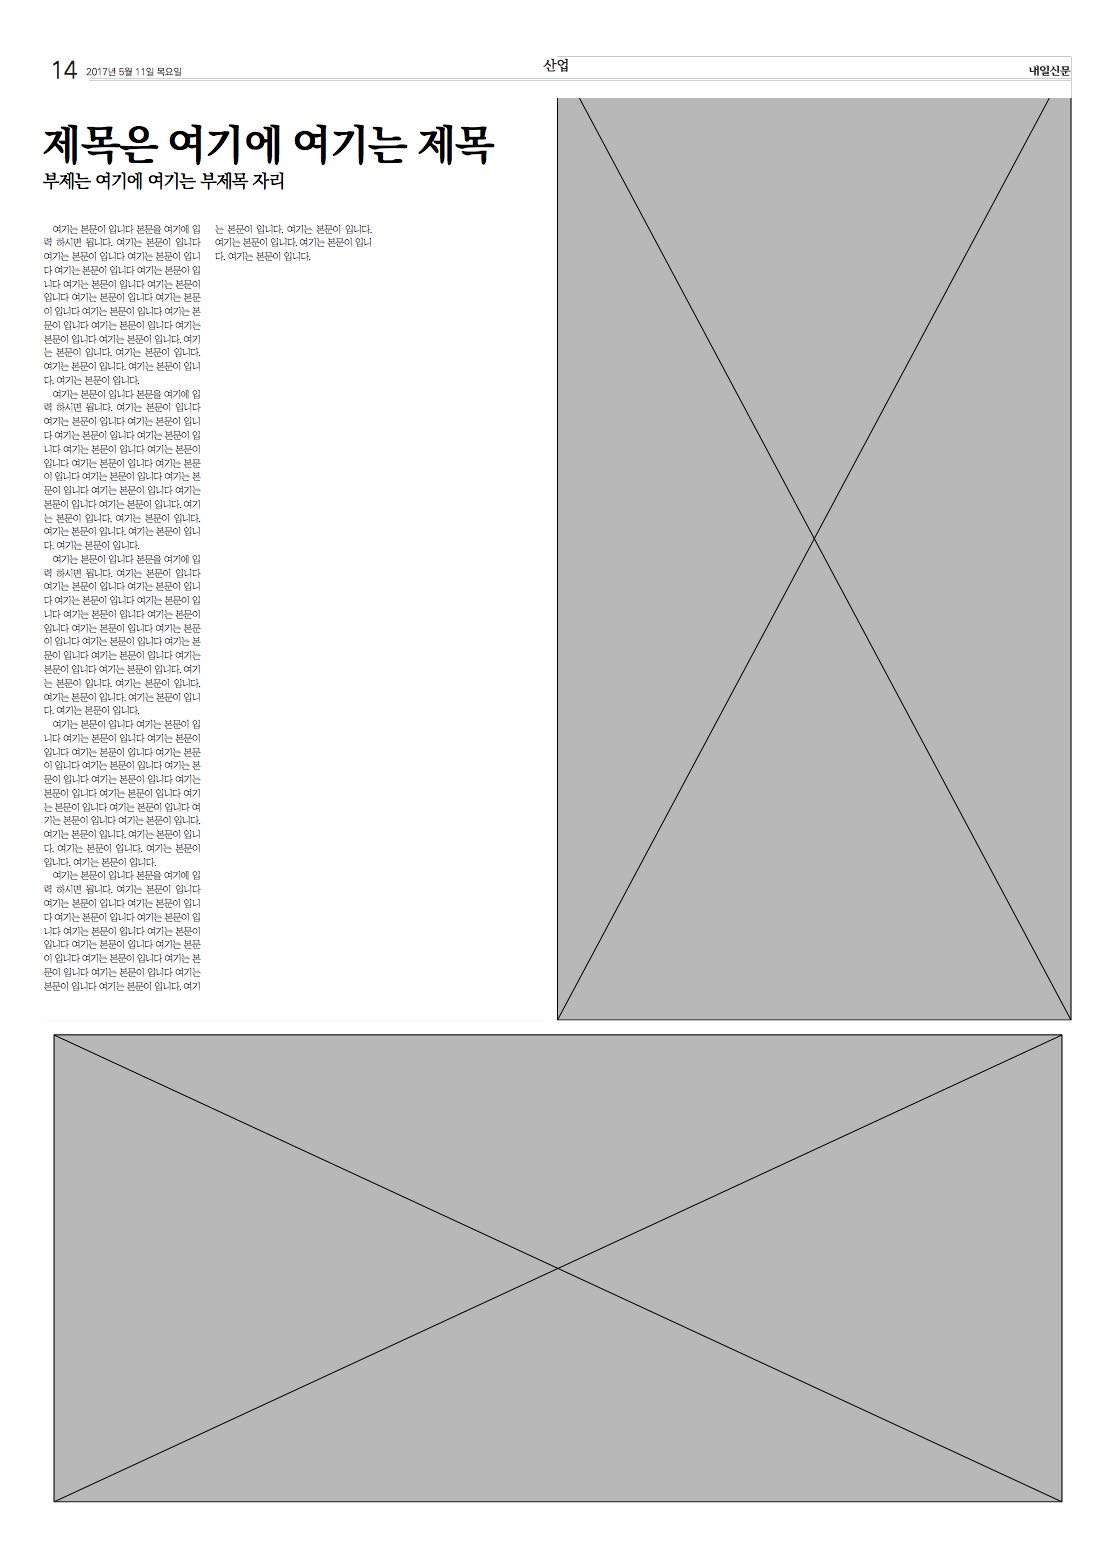 14 2017년 5월 11일 목요일
산업
내일신문
제목은 여기에 여기는 제목
부제는 여기에 여기는 부제목 자리
여기는 본문이 입니다 본문을 여기에 입
력 하시면 됩니다. 여기는 본문이 입니다
여기는 본문이 입니다 여기는 본문이 입니
다 여기는 본문이 입니다 여기는 본문이 입
니다 여기는 본문이 입니다 여기는 본문이
입니다 여기는 본문이 입니다 여기는 본문
이 입니다 여기는 본문이 입니다 여기는 본
문이 입니다 여기는 본문이 입니다 여기는
본문이 입니다 여기는 본문이 입니다. 여기
는 본문이 입니다. 여기는 본문이 입니다.
여기는 본문이 입니다. 여기는 본문이 입니
다. 여기는 본문이 입니다.
여기는 본문이 입니다 본문을 여기에 입
력 하시면 됩니다. 여기는 본문이 입니다
여기는 본문이 입니다 여기는 본문이 입니
다 여기는 본문이 입니다 여기는 본문이 입
니다 여기는 본문이 입니다 여기는 본문이
입니다 여기는 본문이 입니다 여기는 본문
이 입니다 여기는 본문이 입니다 여기는 본
문이 입니다 여기는 본문이 입니다 여기는
본문이 입니다 여기는 본문이 입니다. 여기
는 본문이 입니다. 여기는 본문이 입니다.
여기는 본문이 입니다. 여기는 본문이 입니
다. 여기는 본문이 입니다.
여기는 본문이 입니다 본문을 여기에 입
력 하시면 됩니다. 여기는 본문이 입니다
여기는 본문이 입니다 여기는 본문이 입니
다 여기는 본문이 입니다 여기는 본문이 입
니다 여기는 본문이 입니다 여기는 본문이
입니다 여기는 본문이 입니다 여기는 본문
이 입니다 여기는 본문이 입니다 여기는 본
문이 입니다 여기는 본문이 입니다 여기는
본문이 입니다 여기는 본문이 입니다. 여기
는 본문이 입니다. 여기는 본문이 입니다.
여기는 본문이 입니다. 여기는 본문이 입니
다. 여기는 본문이 입니다.
여기는 본문이 입니다 여기는 본문이 입
니다 여기는 본문이 입니다 여기는 본문이
입니다 여기는 본문이 입니다 여기는 본문
이 입니다 여기는 본문이 입니다 여기는 본
문이 입니다 여기는 본문이 입니다 여기는
본문이 입니다 여기는 본문이 입니다 여기
는 본문이 입니다 여기는 본문이 입니다 여
기는 본문이 입니다 여기는 본문이 입니다.
여기는 본문이 입니다. 여기는 본문이 입니
다. 여기는 본문이 입니다. 여기는 본문이
입니다. 여기는 본문이 입니다.
여기는 본문이 입니다 본문을 여기에 입
력 하시면 됩니다. 여기는 본문이 입니다
여기는 본문이 입니다 여기는 본문이 입니
다 여기는 본문이 입니다 여기는 본문이 입
니다 여기는 본문이 입니다 여기는 본문이
입니다 여기는 본문이 입니다 여기는 본문
이 입니다 여기는 본문이 입니다 여기는 본
문이 입니다 여기는 본문이 입니다 여기는
본문이 입니다 여기는 본문이 입니다. 여기
는 본문이 입니다. 여기는 본문이 입니다.
여기는 본문이 입니다. 여기는 본문이 입니
다. 여기는 본문이 입니다.